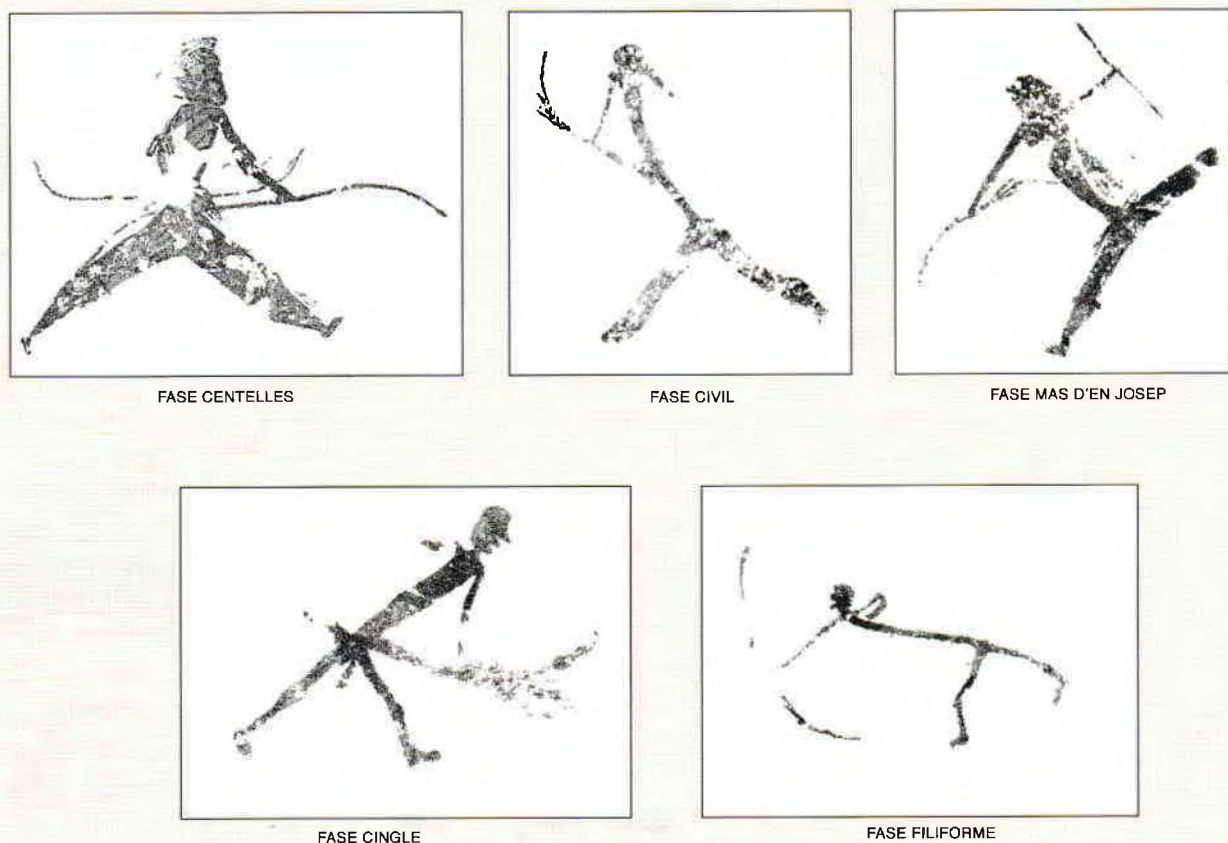 FASE CENTELLES
FASE CIVIL
FASE MAS D'EN JOSEP
FASE CINGLE
FASE FILIFORME